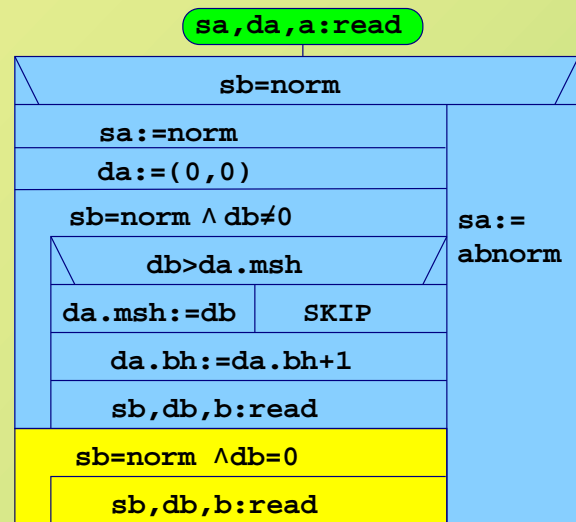 sa,da,a:read
sb=norm
sa:=norm
da:=(0,0)
sb=norm ∧ db≠0
sa:=
abnorm
db>da.msh
da.msh:=db
SKIP
da.bh:=da.bh+1
sb,db,b:read
sb=norm ∧db=0
sb,db,b:read